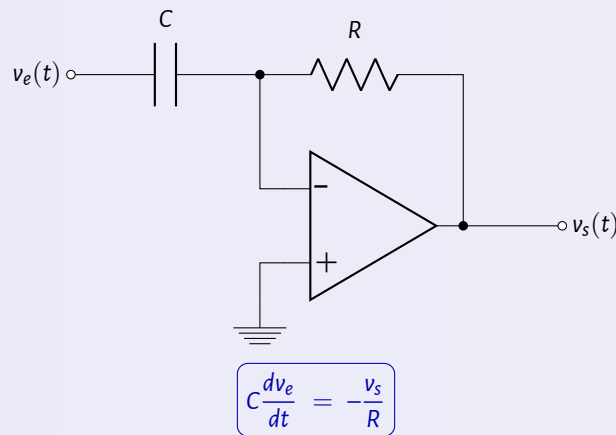 C
R
v_e(t)
−
+
v_s(t)
C dv_e/dt = − v_s/R